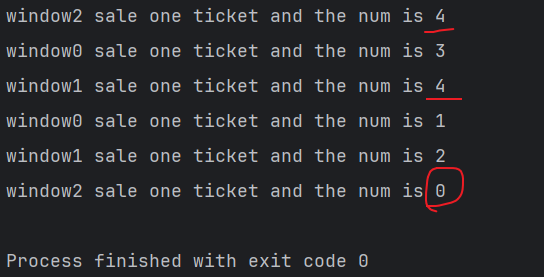 window2 sale one ticket and the num is 4
window0 sale one ticket and the num is 3
window1 sale one ticket and the num is 4
window0 sale one ticket and the num is 1
window1 sale one ticket and the num is 2
window2 sale one ticket and the num is 0
Process finished with exit code 0